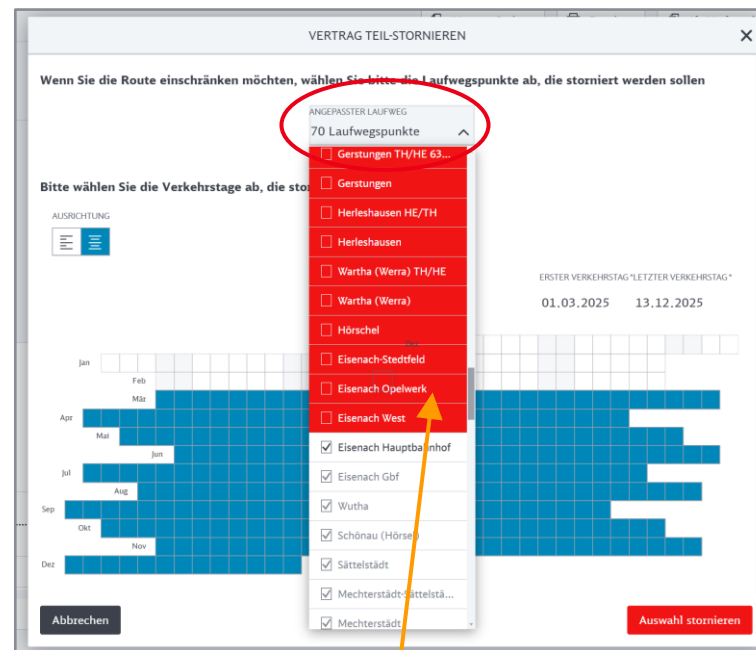 VERTRAG TEIL-STORNIEREN
Wenn Sie die Route einschränken möchten, wählen Sie bitte die Laufwegspunkte ab, die storniert werden sollen
ANGEPASSTER LAUFWEG
70 Laufwegspunkte
Gerstungen TH/HE 63...
Bitte wählen Sie die Verkehrstage ab, die
Gerstungen
AUSRICHTUNG
Herleshausen HE/TH
Herleshausen
Wartha (Werra) TH/HE
ERSTER VERKEHRSTAG* LETZTER VERKEHRSTAG*
Wartha (Werra)
01.03.2025 13.12.2025
Hörschel
Jan
Eisenach-Stedtfeld
Feb
Eisenach Opelwerk
Mär
Apr
Eisenach West
Mai
Eisenach Hauptbahnhof
Jun
Jul
Eisenach Gbf
Aug
Wutha
Sep
Okt
Schönau (Hörsel)
Nov
Dez
Sättelstädt
Mechterstädt-Sättelstä...
Abbrechen
Mechterstädt
Auswahl stornieren